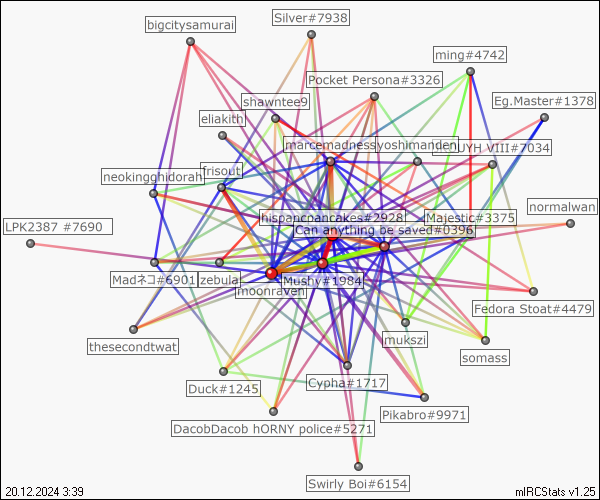 Silver#7938
bigcitysamurai
ming#4742
Pocket Persona#3326
Eg.Master#1378
shawntee9
eliakith
marcemadnessyoshimanden
UYH VIII#7034
neokingghidorah
frisout
normalwan
hispancpancakes#2928
Majestic#3375
LPK2387 #7690
Can anything be saved#0396
Madネコ#6901
zebula
Mushy#1984
moonraven
Fedora Stoat#4479
mukszi
thesecondtwat
somass
Cypha#1717
Duck#1245
Pikabro#9971
DacobDacob hORNY police#5271
Swirly Boi#6154
20.12.2024 3:39
mIRCStats v1.25